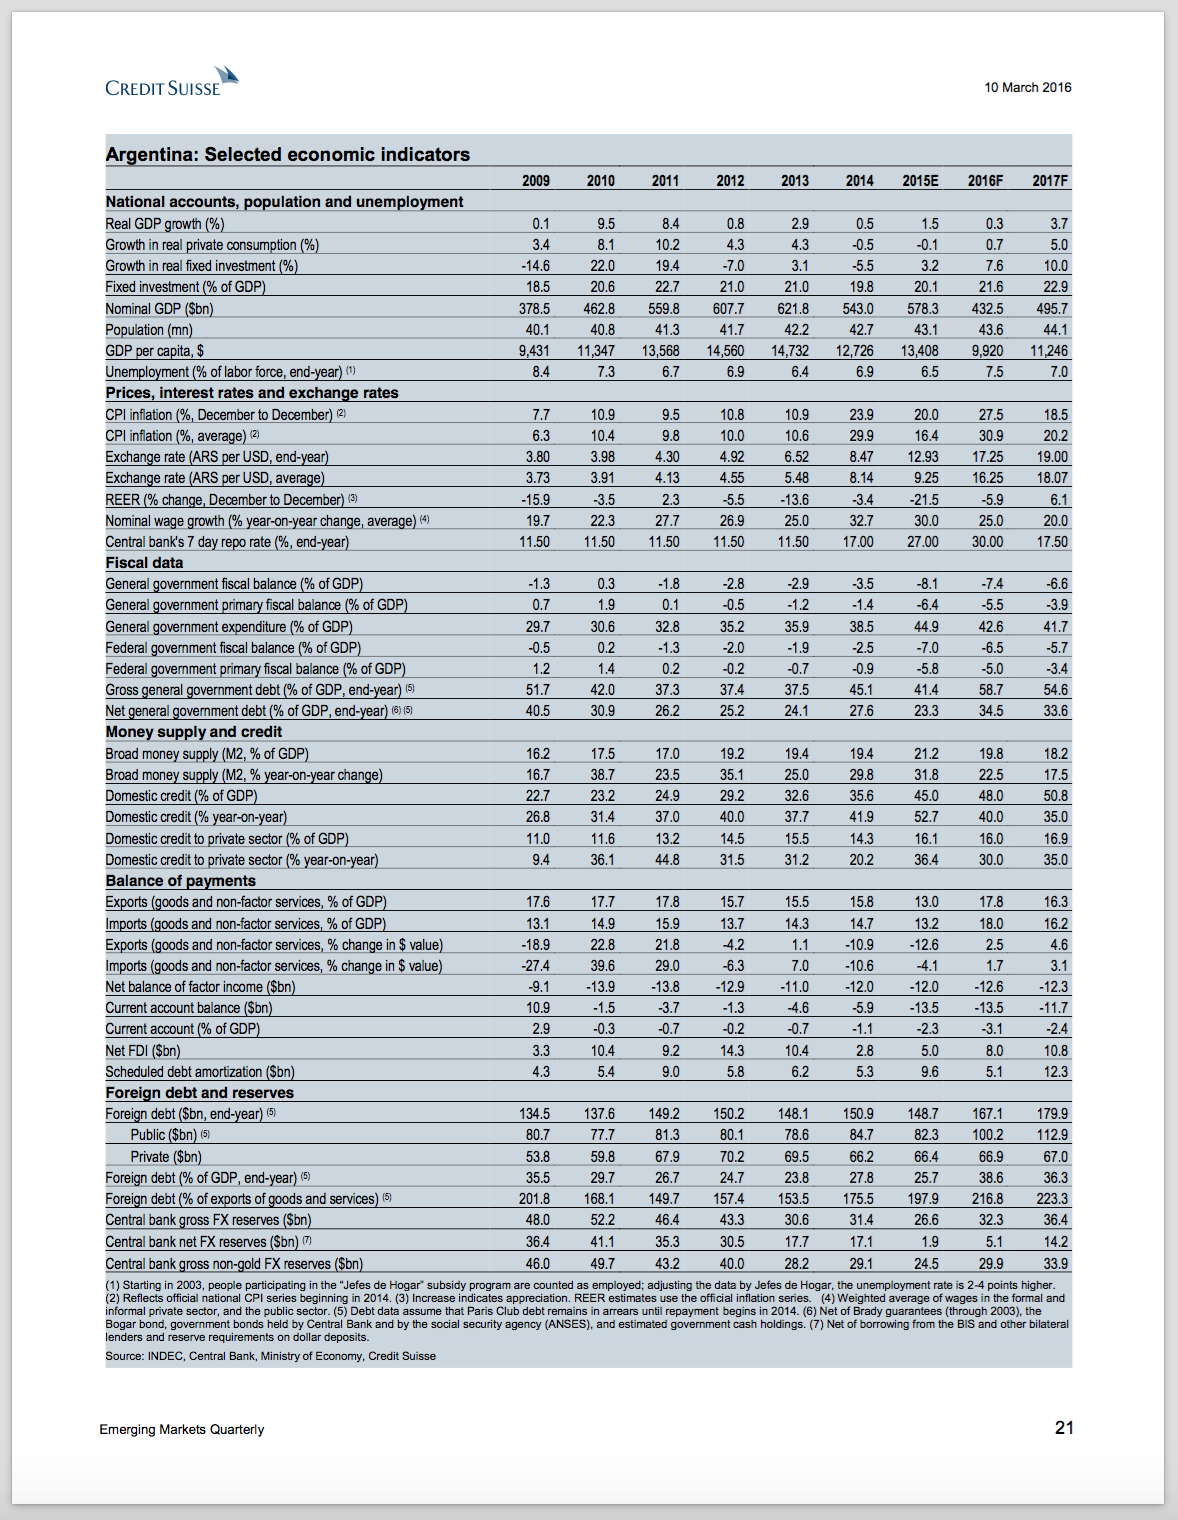 CREDIT SUISSE
10 March 2016
Argentina: Selected economic indicators
2009 2010 2011 2012 2013 2014 2015E 2016F 2017F
National accounts, population and unemployment
Real GDP growth (%) 0.1 9.5 8.4 0.8 2.9 0.5 1.5 0.3 3.7
Growth in real private consumption (%) 3.4 8.1 10.2 4.3 4.3 -0.5 -0.1 0.7 5.0
Growth in real fixed investment (%) -14.6 22.0 19.4 -7.0 3.1 -5.5 3.2 7.6 10.0
Fixed investment (% of GDP) 18.5 20.6 22.7 21.0 21.0 19.8 20.1 21.6 22.9
Nominal GDP ($bn) 378.5 462.8 559.8 607.7 621.8 543.0 578.3 432.5 495.7
Population (mn) 40.1 40.8 41.3 41.7 42.2 42.7 43.1 43.6 44.1
GDP per capita, $ 9,431 11,347 13,568 14,560 14,732 12,726 13,408 9,920 11,246
Unemployment (% of labor force, end-year) (1) 8.4 7.3 6.7 6.9 6.4 6.9 6.5 7.5 7.0
Prices, interest rates and exchange rates
CPI inflation (%, December to December) (2) 7.7 10.9 9.5 10.8 10.9 23.9 20.0 27.5 18.5
CPI inflation (%, average) (2) 6.3 10.4 9.8 10.0 10.6 29.9 16.4 30.9 20.2
Exchange rate (ARS per USD, end-year) 3.80 3.98 4.30 4.92 6.52 8.47 12.93 17.25 19.00
Exchange rate (ARS per USD, average) 3.73 3.91 4.13 4.55 5.48 8.14 9.25 16.25 18.07
REER (% change, December to December) (3) -15.9 -3.5 2.3 -5.5 -13.6 -3.4 -21.5 -5.9 6.1
Nominal wage growth (% year-on-year change, average) (4) 19.7 22.3 27.7 26.9 25.0 32.7 30.0 25.0 20.0
Central bank's 7 day repo rate (%, end-year) 11.50 11.50 11.50 11.50 11.50 17.00 27.00 30.00 17.50
Fiscal data
General government fiscal balance (% of GDP) -1.3 0.3 -1.8 -2.8 -2.9 -3.5 -8.1 -7.4 -6.6
General government primary fiscal balance (% of GDP) 0.7 1.9 0.1 -0.5 -1.2 -1.4 -6.4 -5.5 -3.9
General government expenditure (% of GDP) 29.7 30.6 32.8 35.2 35.9 38.5 44.9 42.6 41.7
Federal government fiscal balance (% of GDP) -0.5 0.2 -1.3 -2.0 -1.9 -2.5 -7.0 -6.5 -5.7
Federal government primary fiscal balance (% of GDP) 1.2 1.4 0.2 -0.2 -0.7 -0.9 -5.8 -5.0 -3.4
Gross general government debt (% of GDP, end-year) (5) 51.7 42.0 37.3 37.4 37.5 45.1 41.4 58.7 54.6
Net general government debt (% of GDP, end-year) (6) (5) 40.5 30.9 26.2 25.2 24.1 27.6 23.3 34.5 33.6
Money supply and credit
Broad money supply (M2, % of GDP) 16.2 17.5 17.0 19.2 19.4 19.4 21.2 19.8 18.2
Broad money supply (M2, % year-on-year change) 16.7 38.7 23.5 35.1 25.0 29.8 31.8 22.5 17.5
Domestic credit (% of GDP) 22.7 23.2 24.9 29.2 32.6 35.6 45.0 48.0 50.8
Domestic credit (% year-on-year) 26.8 31.4 37.0 40.0 37.7 41.9 52.7 40.0 35.0
Domestic credit to private sector (% of GDP) 11.0 11.6 13.2 14.5 15.5 14.3 16.1 16.0 16.9
Domestic credit to private sector (% year-on-year) 9.4 36.1 44.8 31.5 31.2 20.2 36.4 30.0 35.0
Balance of payments
Exports (goods and non-factor services, % of GDP) 17.6 17.7 17.8 15.7 15.5 15.8 13.0 17.8 16.3
Imports (goods and non-factor services, % of GDP) 13.1 14.9 15.9 13.7 14.3 14.7 13.2 18.0 16.2
Exports (goods and non-factor services, % change in $ value) -18.9 22.8 21.8 -4.2 1.1 -10.9 -12.6 2.5 4.6
Imports (goods and non-factor services, % change in $ value) -27.4 39.6 29.0 -6.3 7.0 -10.6 -4.1 1.7 3.1
Net balance of factor income ($bn) -9.1 -13.9 -13.8 -12.9 -11.0 -12.0 -12.0 -12.6 -12.3
Current account balance ($bn) 10.9 -1.5 -3.7 -1.3 -4.6 -5.9 -13.5 -13.5 -11.7
Current account (% of GDP) 2.9 -0.3 -0.7 -0.2 -0.7 -1.1 -2.3 -3.1 -2.4
Net FDI ($bn) 3.3 10.4 9.2 14.3 10.4 2.8 5.0 8.0 10.8
Scheduled debt amortization ($bn) 4.3 5.4 9.0 5.8 6.2 5.3 9.6 5.1 12.3
Foreign debt and reserves
Foreign debt ($bn, end-year) (5) 134.5 137.6 149.2 150.2 148.1 150.9 148.7 167.1 179.9
Public ($bn) (5) 80.7 77.7 81.3 80.1 78.6 84.7 82.3 100.2 112.9
Private ($bn) 53.8 59.8 67.9 70.2 69.5 66.2 66.4 66.9 67.0
Foreign debt (% of GDP, end-year) (5) 35.5 29.7 26.7 24.7 23.8 27.8 25.7 38.6 36.3
Foreign debt (% of exports of goods and services) (5) 201.8 168.1 149.7 157.4 153.5 175.5 197.9 216.8 223.3
Central bank gross FX reserves ($bn) 48.0 52.2 46.4 43.3 30.6 31.4 26.6 32.3 36.4
Central bank net FX reserves ($bn) (7) 36.4 41.1 35.3 30.5 17.7 17.1 1.9 5.1 14.2
Central bank gross non-gold FX reserves ($bn) 46.0 49.7 43.2 40.0 28.2 29.1 24.5 29.9 33.9
(1) Starting in 2003, people participating in the “Jefes de Hogar” subsidy program are counted as employed; adjusting the data by Jefes de Hogar, the unemployment rate is 2-4 points higher.
(2) Reflects official national CPI series beginning in 2014. (3) Increase indicates appreciation. REER estimates use the official inflation series. (4) Weighted average of wages in the formal and
informal private sector, and the public sector. (5) Debt data assume that Paris Club debt remains in arrears until repayment begins in 2014. (6) Net of Brady guarantees (through 2003), the
Bogar bond, government bonds held by Central Bank and by the social security agency (ANSES), and estimated government cash holdings. (7) Net of borrowing from the BIS and other bilateral
lenders and reserve requirements on dollar deposits.
Source: INDEC, Central Bank, Ministry of Economy, Credit Suisse
Emerging Markets Quarterly
21